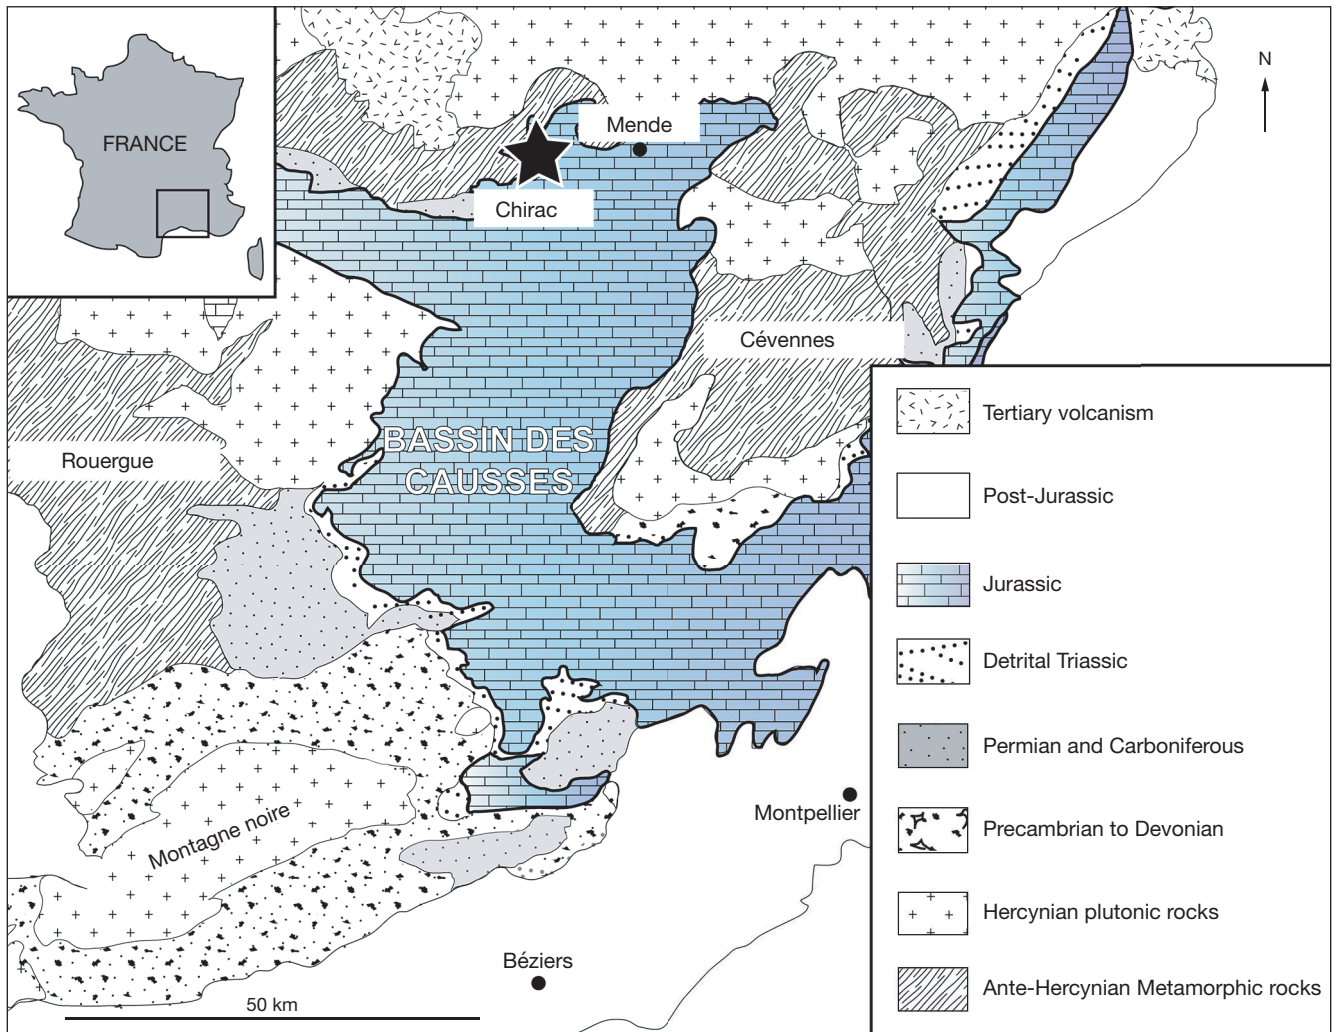 FRANCE
N
Mende
Chirac
Cévennes
BASSIN DES
CAUSSES
Rouergue
Montagne noire
Montpellier
Béziers
50 km
Tertiary volcanism
Post-Jurassic
Jurassic
Detrital Triassic
Permian and Carboniferous
Precambrian to Devonian
Hercynian plutonic rocks
Ante-Hercynian Metamorphic rocks